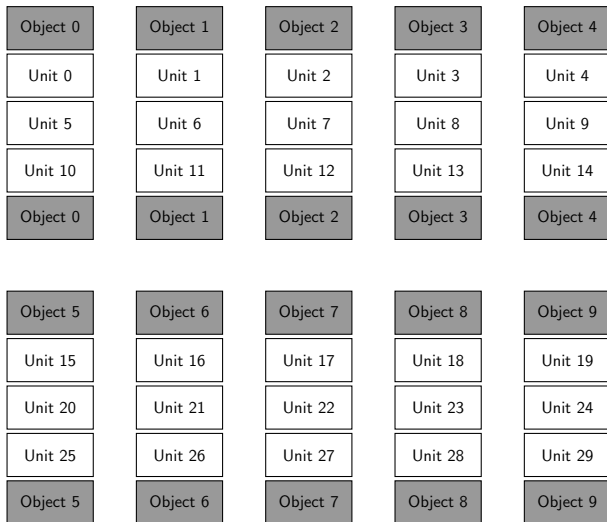 Object 0 Object 1 Object 2 Object 3 Object 4
Unit 0 Unit 1 Unit 2 Unit 3 Unit 4
Unit 5 Unit 6 Unit 7 Unit 8 Unit 9
Unit 10 Unit 11 Unit 12 Unit 13 Unit 14
Object 0 Object 1 Object 2 Object 3 Object 4
Object 5 Object 6 Object 7 Object 8 Object 9
Unit 15 Unit 16 Unit 17 Unit 18 Unit 19
Unit 20 Unit 21 Unit 22 Unit 23 Unit 24
Unit 25 Unit 26 Unit 27 Unit 28 Unit 29
Object 5 Object 6 Object 7 Object 8 Object 9